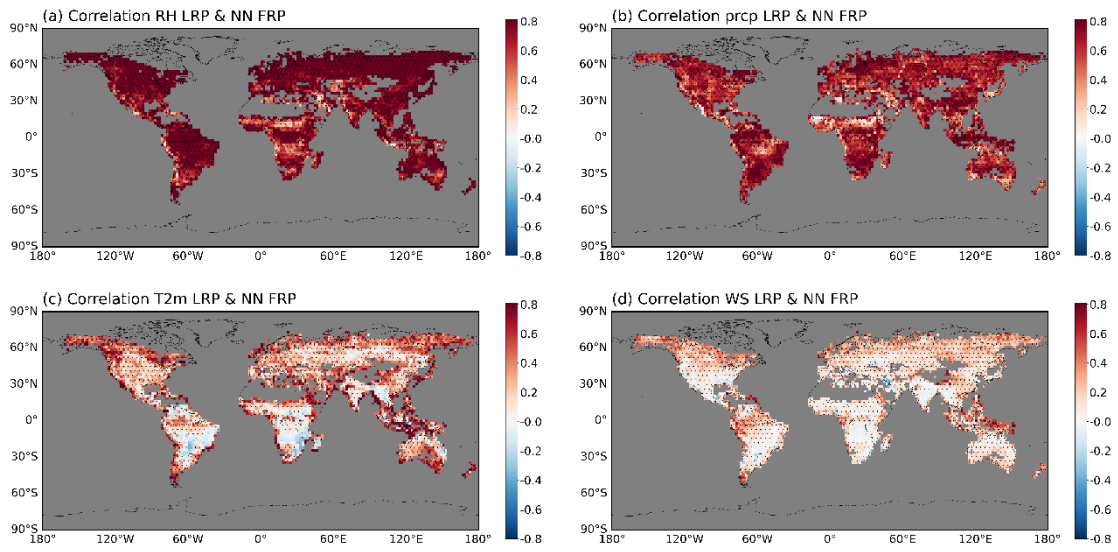 (a) Correlation RH LRP & NN FRP
90°N
60°N
30°N
0°
30°S
60°S
90°S
180° 120°W 60°W 0° 60°E 120°E 180°
0.8
0.6
0.4
0.2
-0.0
-0.2
-0.4
-0.6
-0.8
(b) Correlation prcp LRP & NN FRP
90°N
60°N
30°N
0°
30°S
60°S
90°S
180° 120°W 60°W 0° 60°E 120°E 180°
0.8
0.6
0.4
0.2
-0.0
-0.2
-0.4
-0.6
-0.8
(c) Correlation T2m LRP & NN FRP
90°N
60°N
30°N
0°
30°S
60°S
90°S
180° 120°W 60°W 0° 60°E 120°E 180°
0.8
0.6
0.4
0.2
-0.0
-0.2
-0.4
-0.6
-0.8
(d) Correlation WS LRP & NN FRP
90°N
60°N
30°N
0°
30°S
60°S
90°S
180° 120°W 60°W 0° 60°E 120°E 180°
0.8
0.6
0.4
0.2
-0.0
-0.2
-0.4
-0.6
-0.8